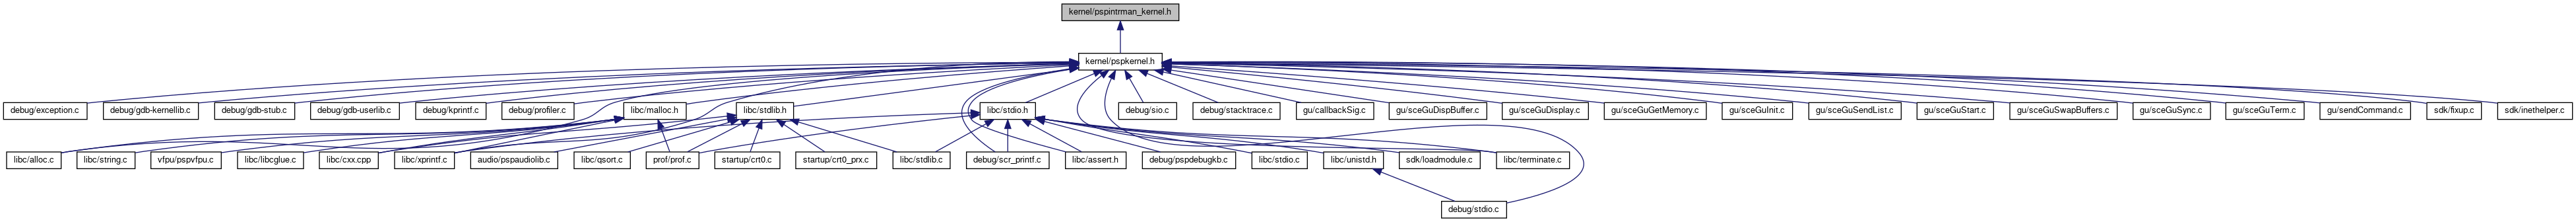 kernel/pspintrman_kernel.h
kernel/pspkernel.h
debug/exception.c
debug/gdb-kernellib.c
debug/gdb-stub.c
debug/gdb-userlib.c
debug/kprintf.c
debug/profiler.c
libc/malloc.h
libc/stdlib.h
libc/stdio.h
debug/sio.c
debug/stacktrace.c
gu/callbackSig.c
gu/sceGuDispBuffer.c
gu/sceGuDisplay.c
gu/sceGuGetMemory.c
gu/sceGuInit.c
gu/sceGuSendList.c
gu/sceGuStart.c
gu/sceGuSwapBuffers.c
gu/sceGuSync.c
gu/sceGuTerm.c
gu/sendCommand.c
sdk/fixup.c
sdk/inethelper.c
libc/alloc.c
libc/string.c
vfpu/pspvfpu.c
libc/libcglue.c
libc/cxx.cpp
libc/xprintf.c
audio/pspaudiolib.c
libc/qsort.c
prof/prof.c
startup/crt0.c
startup/crt0_prx.c
libc/stdlib.c
debug/scr_printf.c
libc/assert.h
debug/pspdebugkb.c
libc/stdio.c
libc/unistd.h
sdk/loadmodule.c
libc/terminate.c
debug/stdio.c